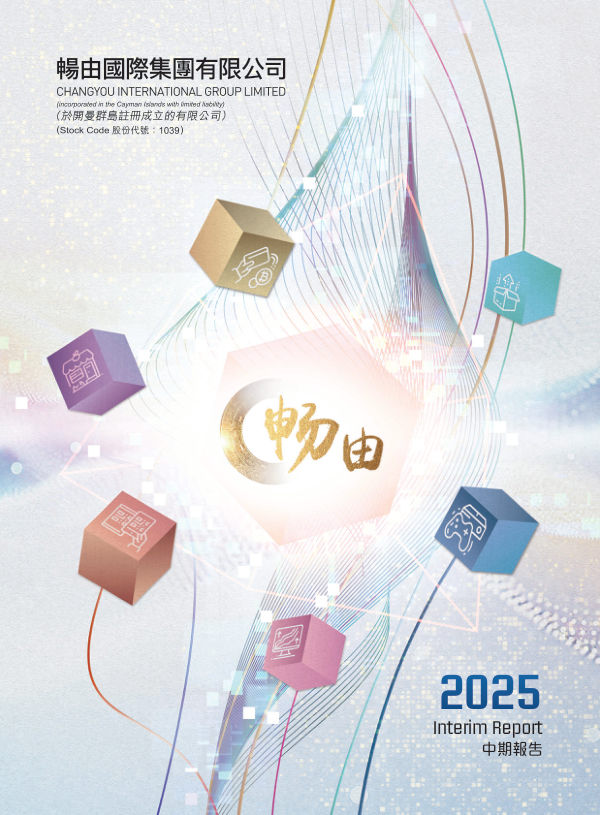 暢由國際集團有限公司
CHANGYOU INTERNATIONAL GROUP LIMITED
(incorporated in the Cayman Islands with limited liability)
（於開曼群島註冊成立的有限公司）
(Stock Code 股份代號：1039)
畅由
2025
Interim Report
中期報告